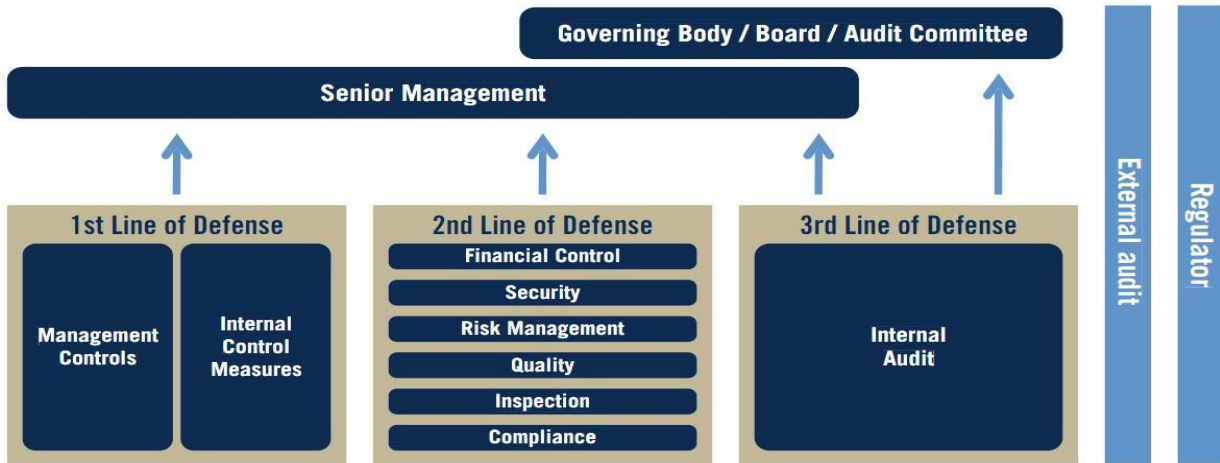 Governing Body / Board / Audit Committee
Senior Management
1st Line of Defense
Management
Controls
Internal
Control
Measures
2nd Line of Defense
Financial Control
Security
Risk Management
Quality
Inspection
Compliance
3rd Line of Defense
Internal
Audit
External audit
Regulator